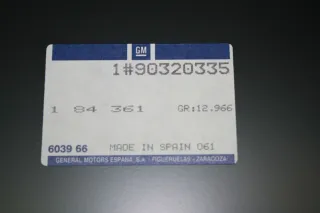 GM
1#90320335
1 84 361 GR:12.966
6039 66 MADE IN SPAIN 061
GENERAL MOTORS ESPAÑA, S.A. - FIGUERUELAS - ZARAGOZA